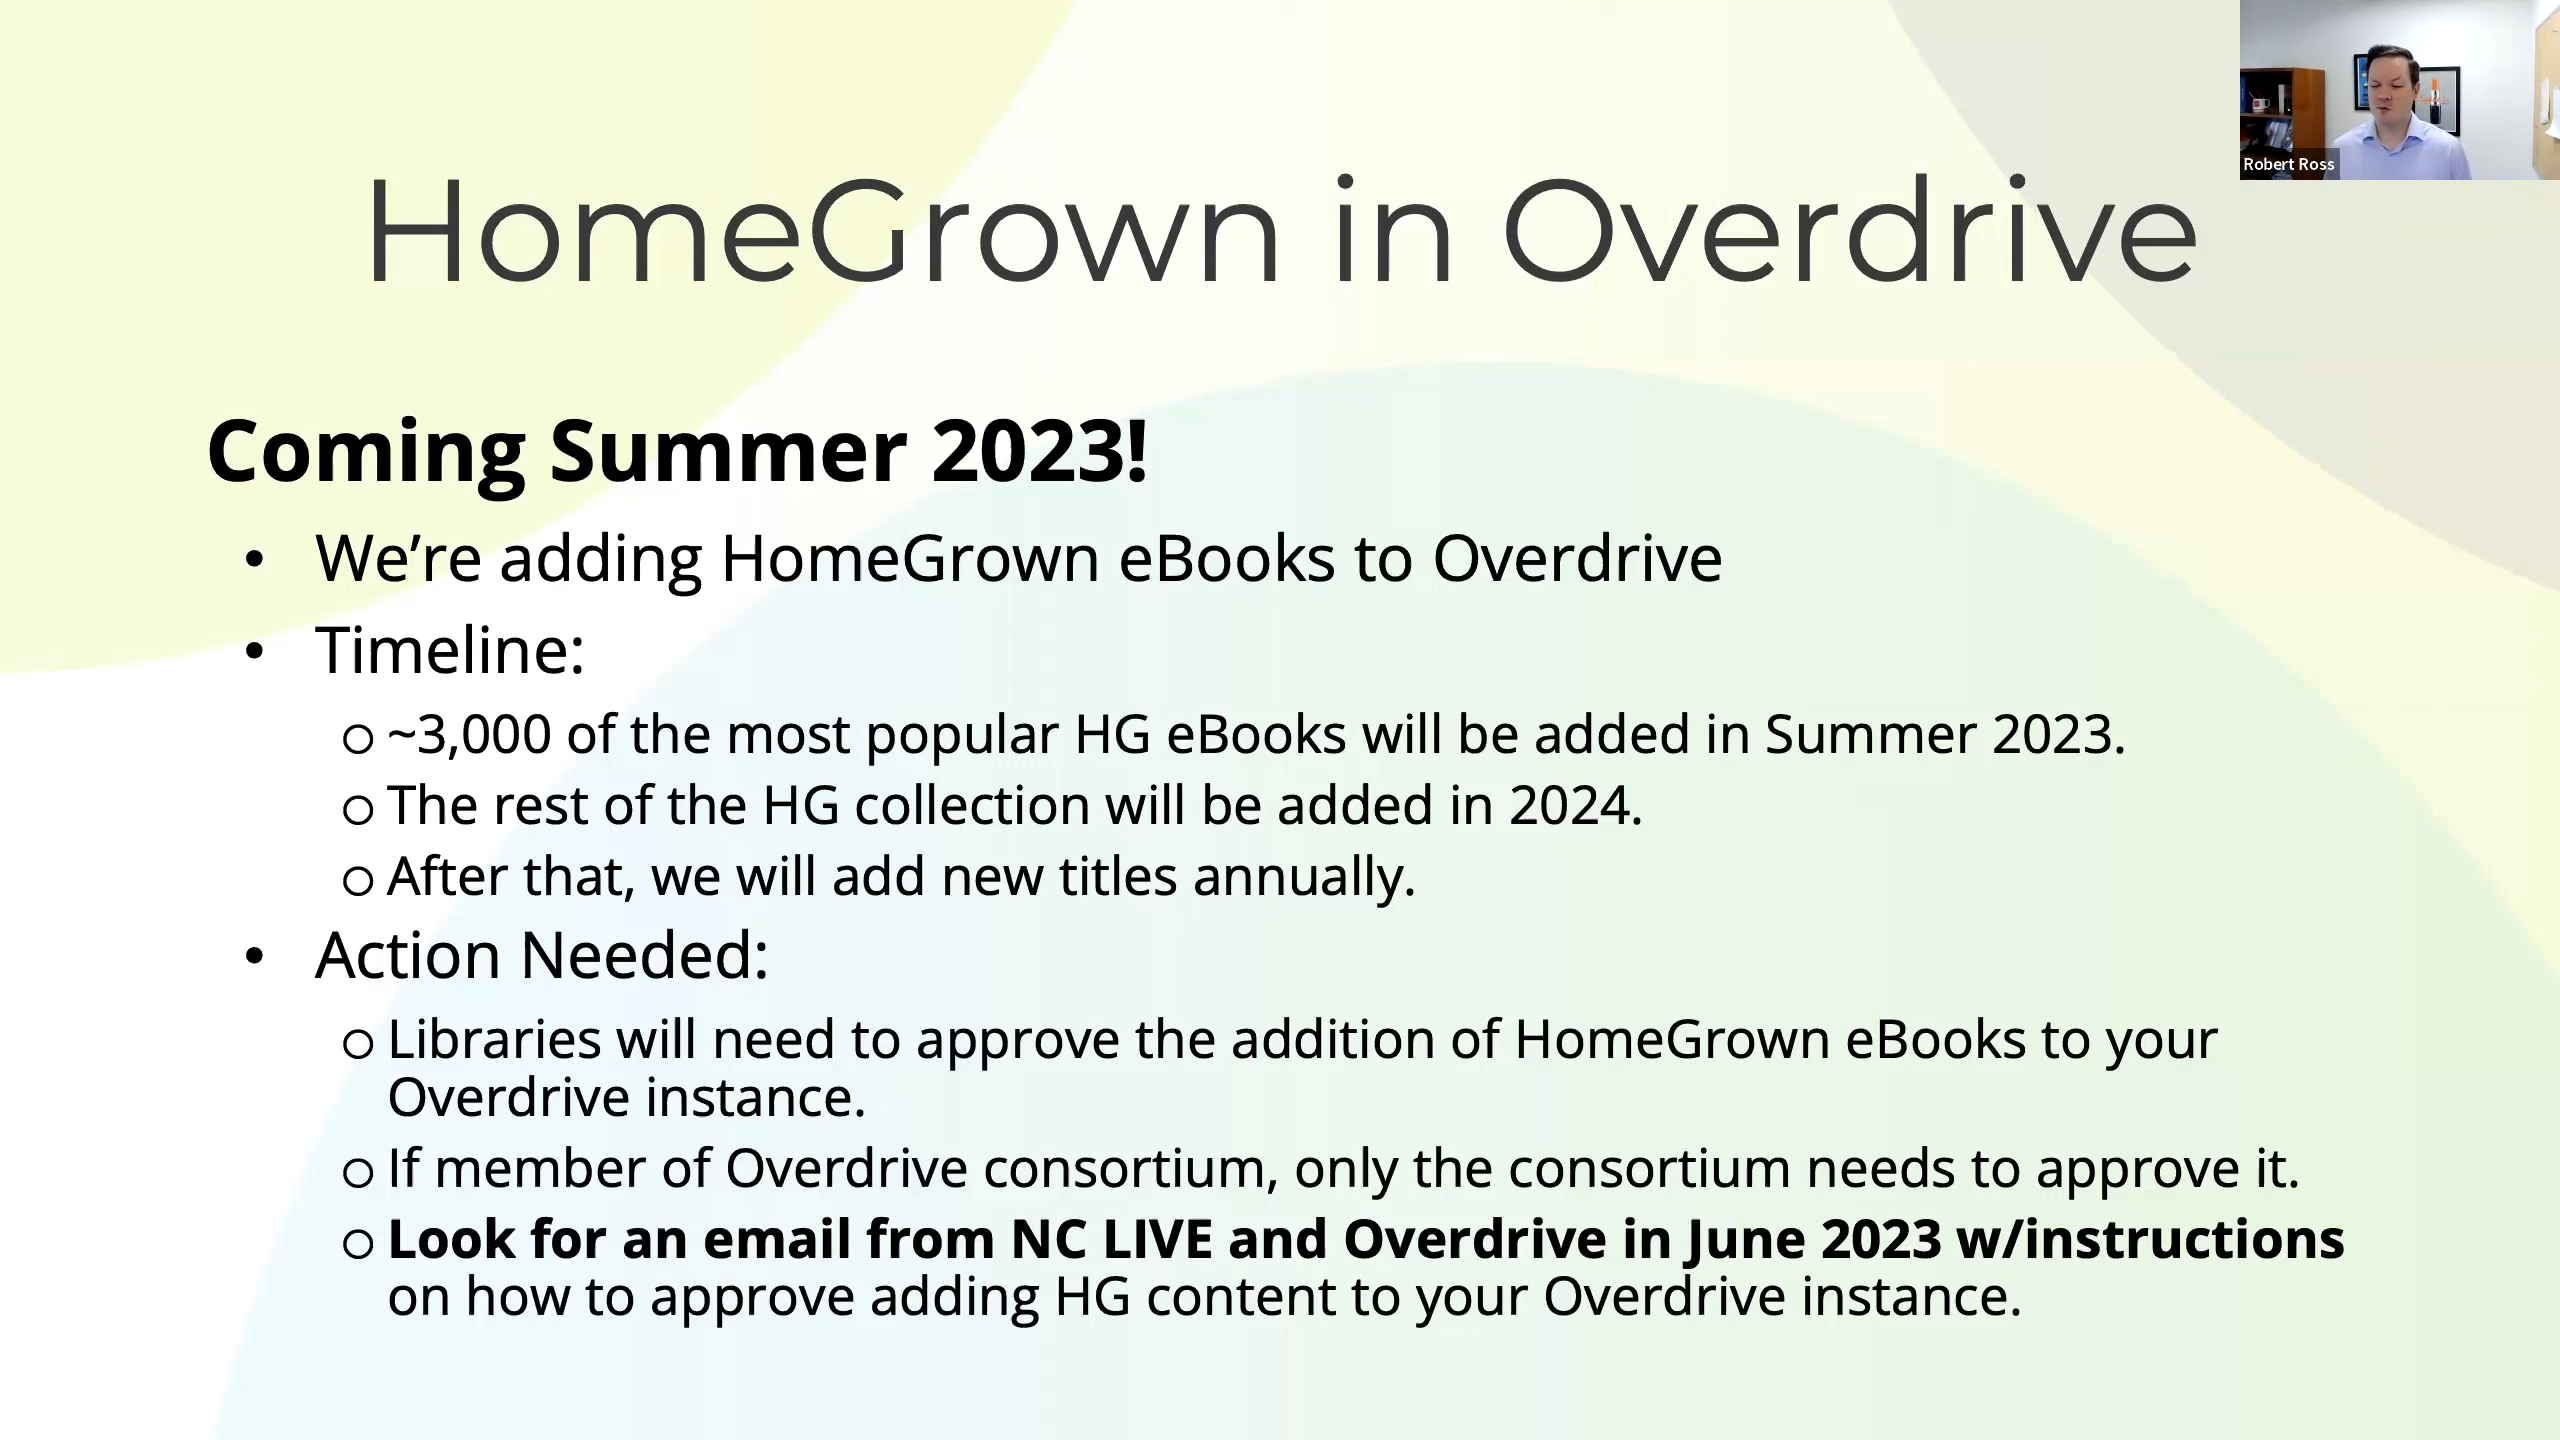 Robert Ross
HomeGrown in Overdrive
Coming Summer 2023!
• We’re adding HomeGrown eBooks to Overdrive
• Timeline:
○ ~3,000 of the most popular HG eBooks will be added in Summer 2023.
○ The rest of the HG collection will be added in 2024.
○ After that, we will add new titles annually.
• Action Needed:
○ Libraries will need to approve the addition of HomeGrown eBooks to your
Overdrive instance.
○ If member of Overdrive consortium, only the consortium needs to approve it.
○ Look for an email from NC LIVE and Overdrive in June 2023 w/instructions
on how to approve adding HG content to your Overdrive instance.